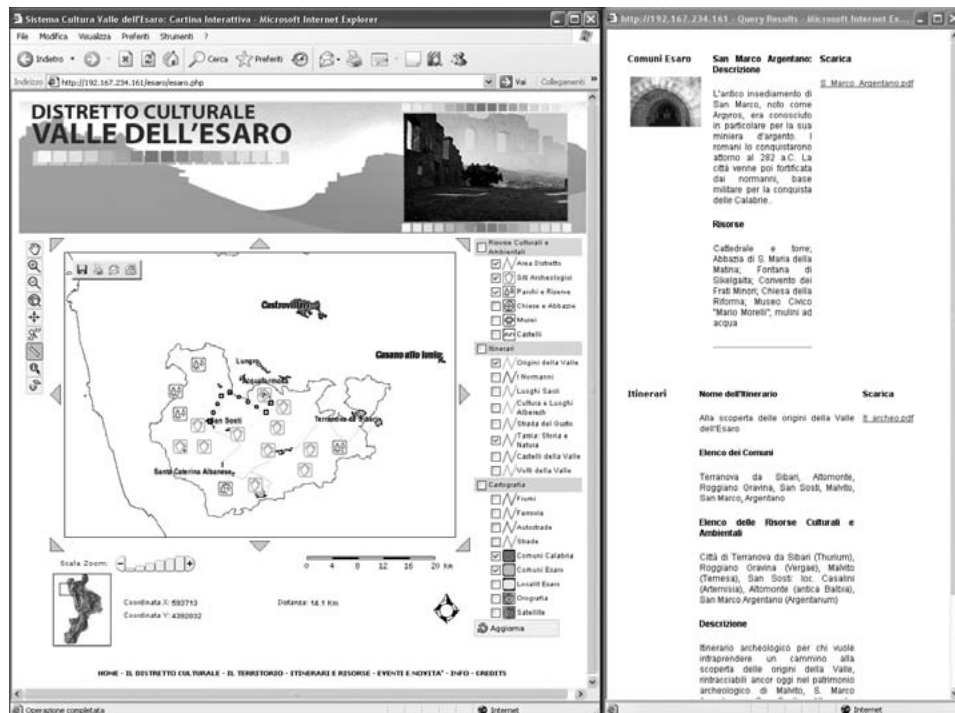 Sistema Cultura Valle dell'Esaro: Cartina Interattiva - Microsoft Internet Explorer
File Modifica Visualizza Preferiti Strumenti ?
Indietro Cerca Preferiti
Indirizzo http://192.167.234.161/esaro/esaro.php Vai Collegamenti »
DISTRETTO CULTURALE
VALLE DELL'ESARO
Castrovillari
Casano allo Ionio
Lungro
Acquaformosa
San Sosti
Terranova da Sibari
Santa Caterina Albanese
Risorse Culturali e
Ambientali
Area Distretto
Siti Archeologici
Parchi e Riserve
Chiese e Abbazie
Musei
Castelli
Itinerari
Origini della Valle
I Normanni
Luoghi Santi
Cultura e Luoghi
Alberesh
Strada del Gusto
Tamia: Storia e
Natura
Castelli della Valle
Volti della Valle
Cartografia
Fiumi
Ferrovie
Autostrade
Strade
Comuni Calabria
Comuni Esaro
Localit Esaro
Orografia
Satellite
Aggiorna
Scala Zoom: - +
0 4 8 12 16 20 km
Coordinata X: 593713
Coordinata Y: 4392832
Distanza: 14.1 Km
HOME - IL DISTRETTO CULTURALE - IL TERRITORIO - ITINERARI E RISORSE - EVENTI E NOVITA' - INFO - CREDITS
Operazione completata Internet
http://192.167.234.161 - Query Results - Microsoft Internet Ex...
Comuni Esaro
San Marco Argentano:
Descrizione
Scarica
S_Marco_Argentano.pdf
L'antico insediamento di
San Marco, noto come
Argyros, era conosciuto
in particolare per la sua
miniera d'argento. I
romani lo conquistarono
attorno al 282 a.C. La
città venne poi fortificata
dai normanni, base
militare per la conquista
delle Calabrie..
Risorse
Cattedrale e torre;
Abbazia di S. Maria della
Matina; Fontana di
Sikelgaita; Convento dei
Frati Minori; Chiesa della
Riforma; Museo Civico
"Mario Morelli"; mulini ad
acqua
Itinerari
Nome dell'Itinerario
Scarica
Alla scoperta delle origini della Valle
dell'Esaro
It_archeo.pdf
Elenco dei Comuni
Terranova da Sibari, Altomonte,
Roggiano Gravina, San Sosti, Malvito,
San Marco, Argentano
Elenco delle Risorse Culturali e
Ambientali
Città di Terranova da Sibari (Thurium),
Roggiano Gravina (Vergae), Malvito
(Temesa), San Sosti: loc. Casalini
(Artemisia), Altomonte (antica Balbia),
San Marco Argentano (Argentanum)
Descrizione
Itinerario archeologico per chi vuole
intraprendere un cammino alla
scoperta delle origini della Valle,
rintracciabili ancor oggi nel patrimonio
archeologico di Malvito, S. Marco
Internet